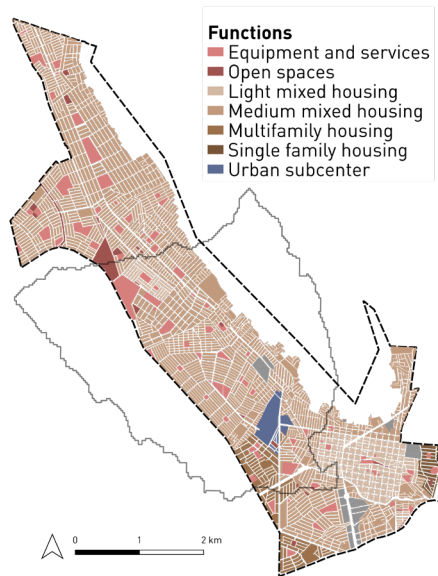 Functions
Equipment and services
Open spaces
Light mixed housing
Medium mixed housing
Multifamily housing
Single family housing
Urban subcenter
0 1 2 km